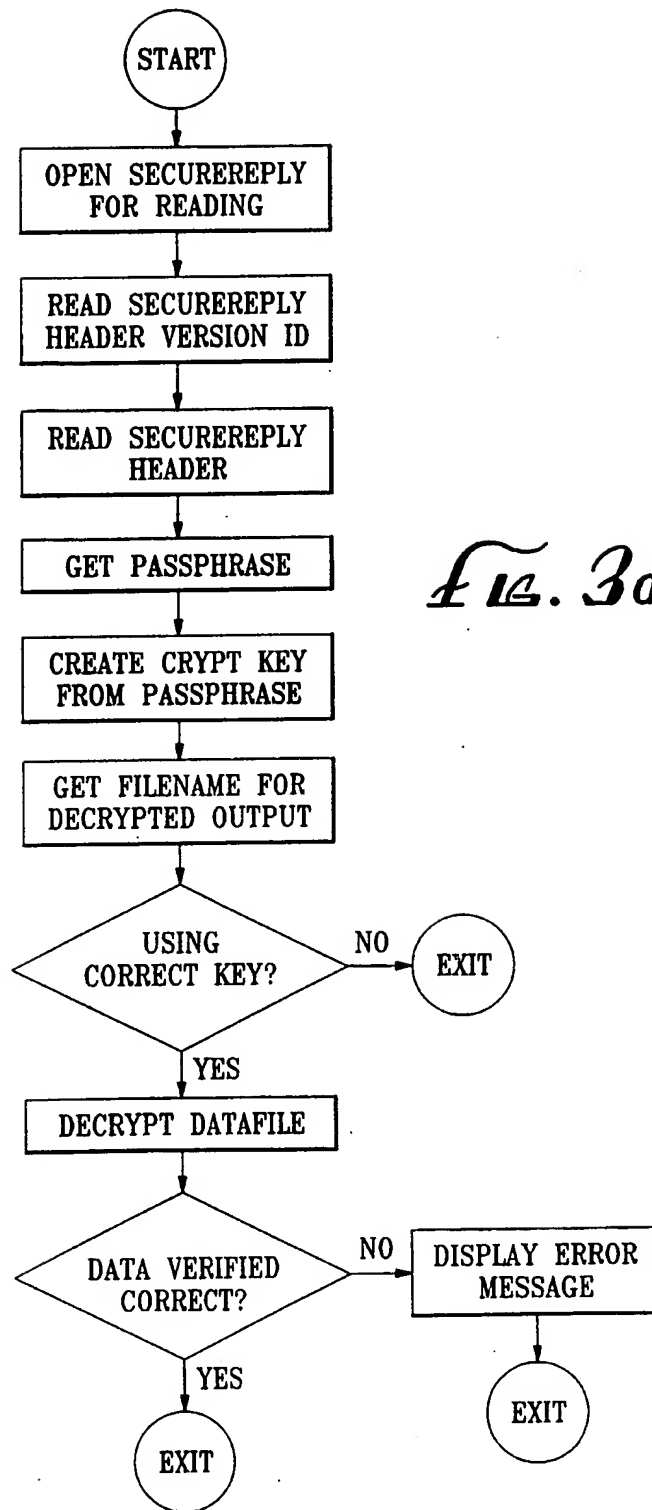 START
OPEN SECUREREPLY
FOR READING
READ SECUREREPLY
HEADER VERSION ID
READ SECUREREPLY
HEADER
GET PASSPHRASE
CREATE CRYPT KEY
FROM PASSPHRASE
GET FILENAME FOR
DECRYPTED OUTPUT
USING
CORRECT KEY?
NO
EXIT
YES
DECRYPT DATAFILE
DATA VERIFIED
CORRECT?
NO
DISPLAY ERROR
MESSAGE
EXIT
YES
EXIT
FIG. 3a